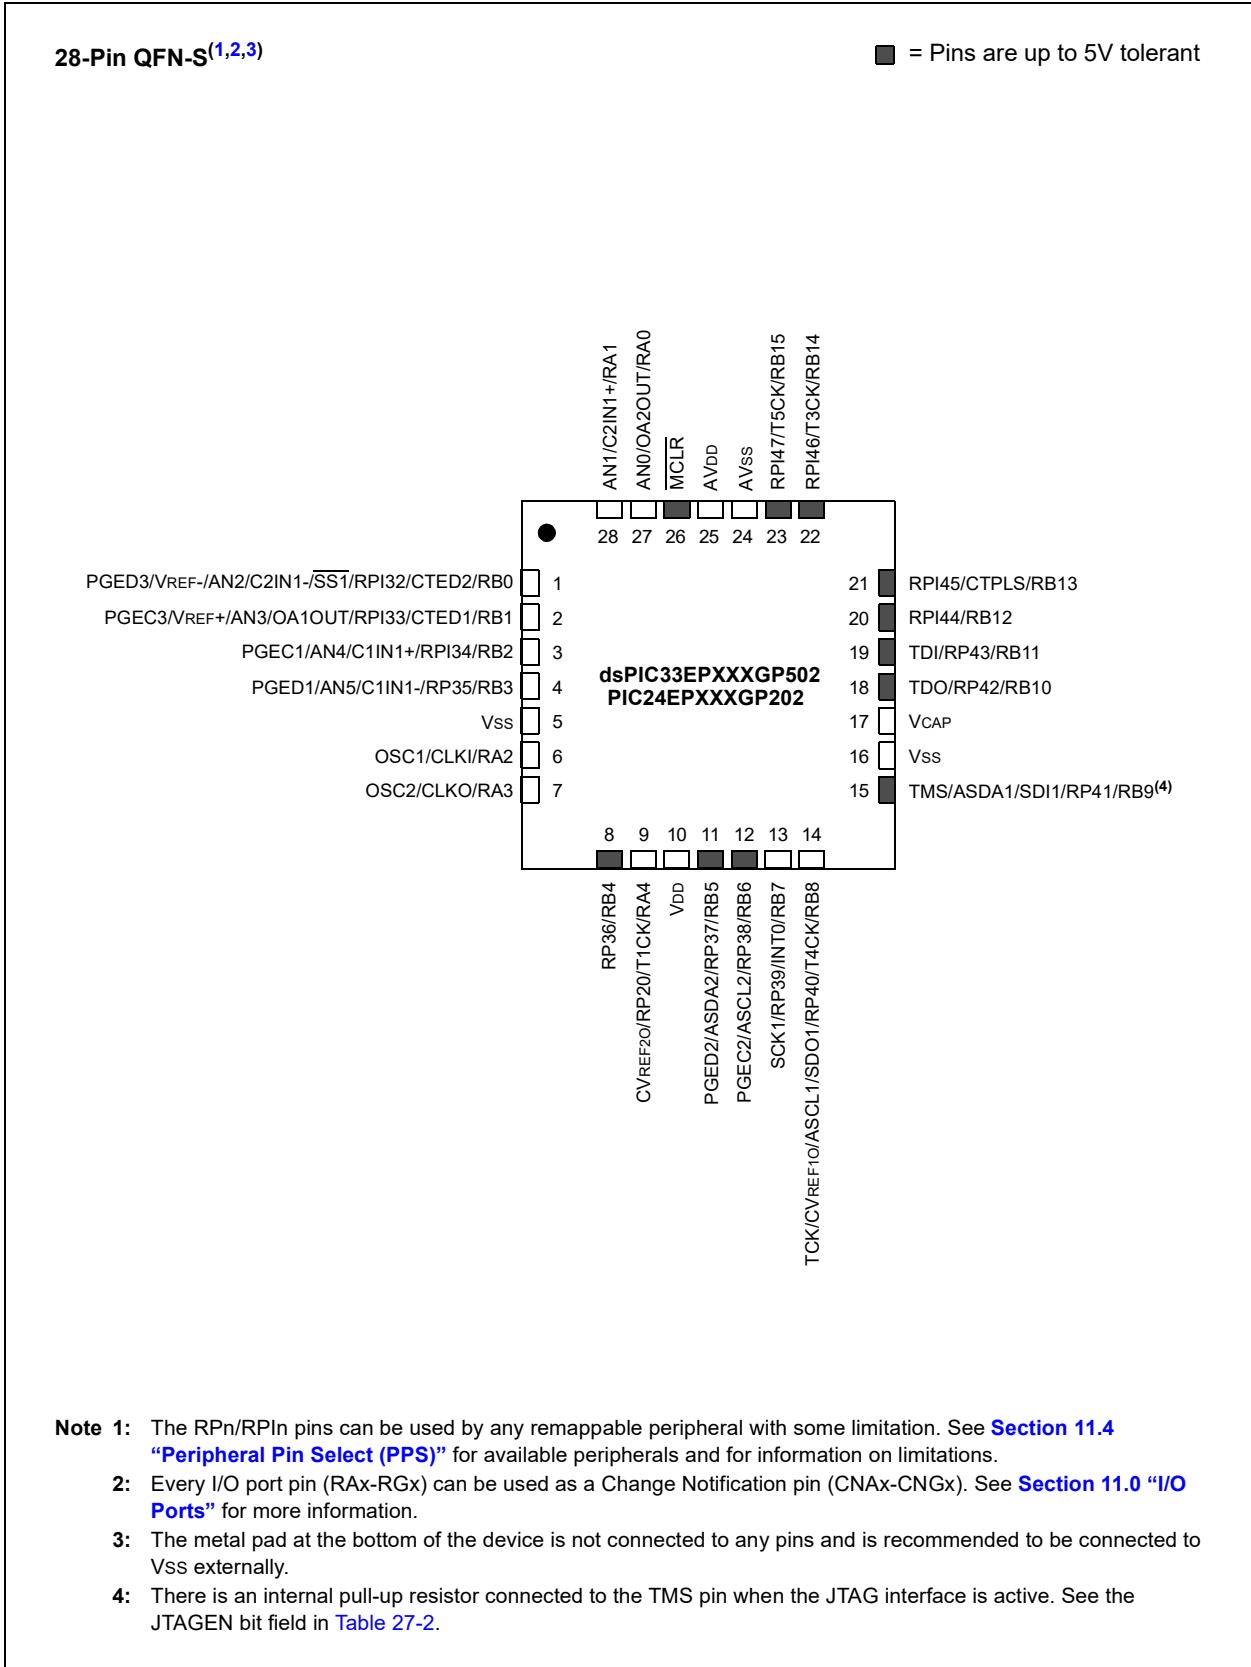 28-Pin QFN-S(1,2,3)
= Pins are up to 5V tolerant
AN1/C2IN1+/RA1
AN0/OA2OUT/RA0
MCLR
AVDD
AVSS
RPI47/T5CK/RB15
RPI46/T3CK/RB14
28 27 26 25 24 23 22
PGED3/VREF-/AN2/C2IN1-/SS1/RPI32/CTED2/RB0 1
21 RPI45/CTPLS/RB13
PGEC3/VREF+/AN3/OA1OUT/RPI33/CTED1/RB1 2
20 RPI44/RB12
PGEC1/AN4/C1IN1+/RPI34/RB2 3
19 TDI/RP43/RB11
dsPIC33EPXXXGP502
PIC24EPXXXGP202
PGED1/AN5/C1IN1-/RP35/RB3 4
18 TDO/RP42/RB10
VSS 5
17 VCAP
OSC1/CLKI/RA2 6
16 VSS
OSC2/CLKO/RA3 7
15 TMS/ASDA1/SDI1/RP41/RB9(4)
8 9 10 11 12 13 14
RP36/RB4
CVREF2O/RP20/T1CK/RA4
VDD
PGED2/ASDA2/RP37/RB5
PGEC2/ASCL2/RP38/RB6
SCK1/RP39/INT0/RB7
TCK/CVREF1O/ASCL1/SDO1/RP40/T4CK/RB8
Note 1: The RPn/RPIn pins can be used by any remappable peripheral with some limitation. See Section 11.4
“Peripheral Pin Select (PPS)” for available peripherals and for information on limitations.
2: Every I/O port pin (RAx-RGx) can be used as a Change Notification pin (CNAx-CNGx). See Section 11.0 “I/O
Ports” for more information.
3: The metal pad at the bottom of the device is not connected to any pins and is recommended to be connected to
VSS externally.
4: There is an internal pull-up resistor connected to the TMS pin when the JTAG interface is active. See the
JTAGEN bit field in Table 27-2.